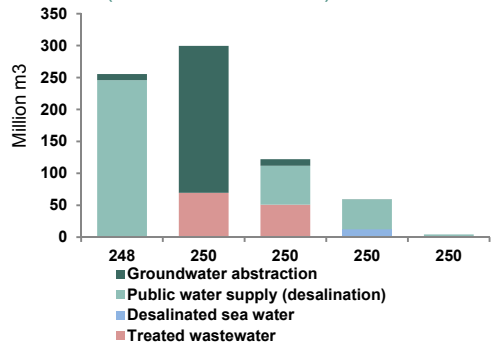 Million m3
350
300
250
200
150
100
50
0
248 250 250 250 250
Groundwater abstraction
Public water supply (desalination)
Desalinated sea water
Treated wastewater